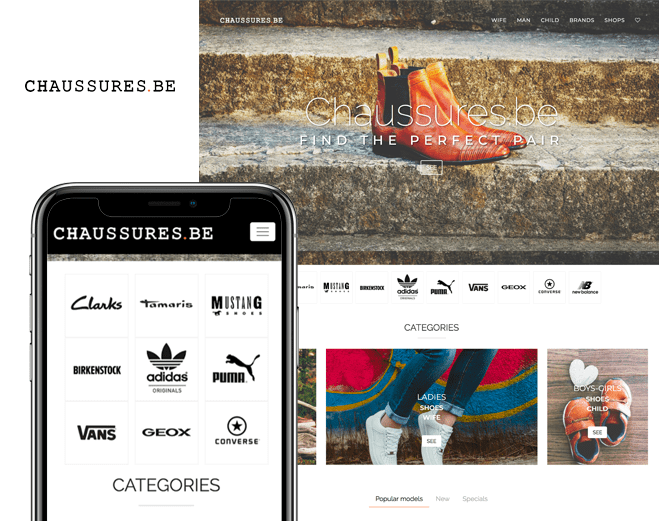 CHAUSSURES.BE
CHAUSSURES.BE
WIFE MAN CHILD BRANDS SHOPS
Chaussures.be
FIND THE PERFECT PAIR
MUSTANG SHOES BIRKENSTOCK adidas ORIGINALS PUMA VANS GEOX CONVERSE new balance
CATEGORIES
LADIES
SHOES
WIFE
SEE
BOYS-GIRLS
SHOES
CHILD
SEE
Popular models New Specials
CHAUSSURES.BE
Clarks Tamaris MUSTANG
SHOES
BIRKENSTOCK adidas PUMA
ORIGINALS
VANS GEOX CONVERSE
CATEGORIES